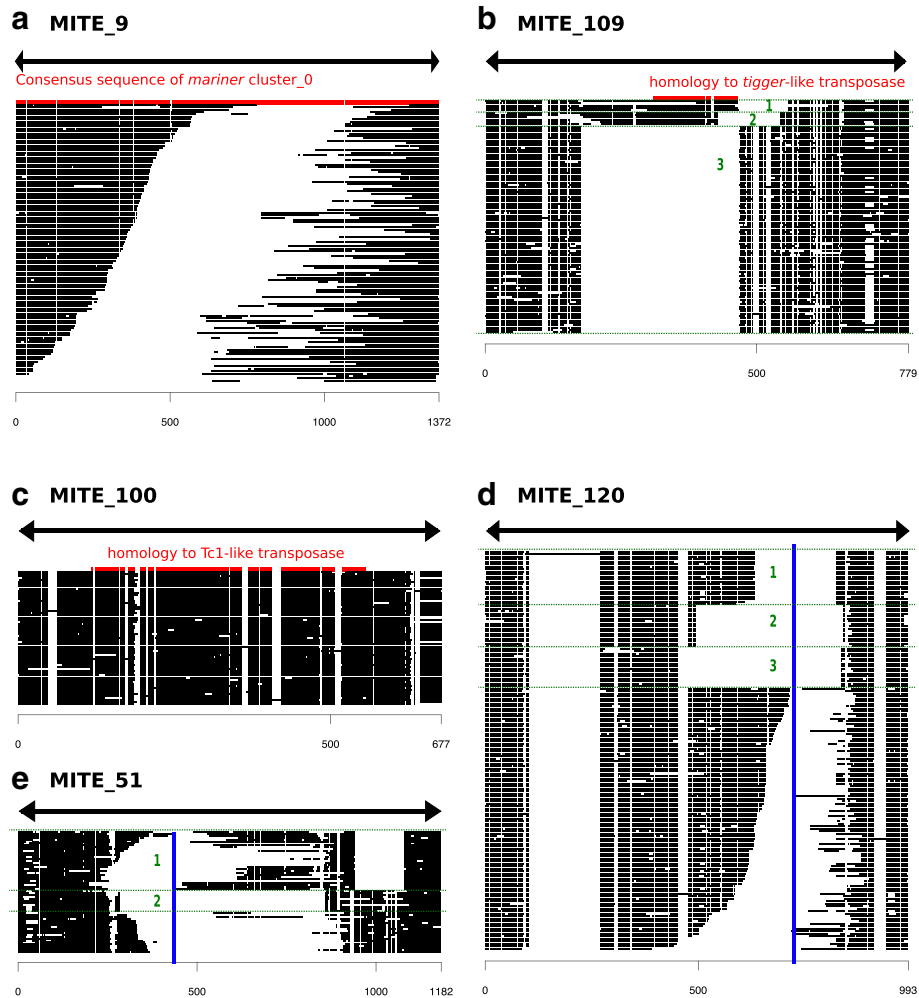 a MITE_9
Consensus sequence of mariner cluster_0
0 500 1000 1372
b MITE_109
homology to tigger-like transposase
1
2
3
0 500 779
c MITE_100
homology to Tc1-like transposase
0 500 677
d MITE_120
1
2
3
0 500 993
e MITE_51
1
2
0 500 1000 1182